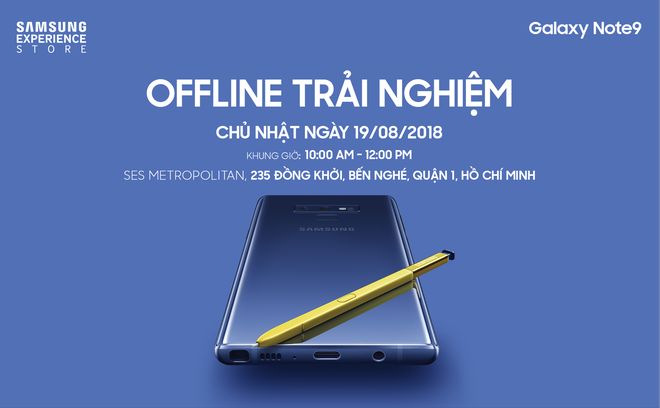 SAMSUNG
EXPERIENCE
STORE
Galaxy Note9
OFFLINE TRẢI NGHIỆM
CHỦ NHẬT NGÀY 19/08/2018
KHUNG GIỜ: 10:00 AM - 12:00 PM
SES METROPOLITAN, 235 ĐỒNG KHỞI, BẾN NGHÉ, QUẬN 1, HỒ CHÍ MINH
SAMSUNG